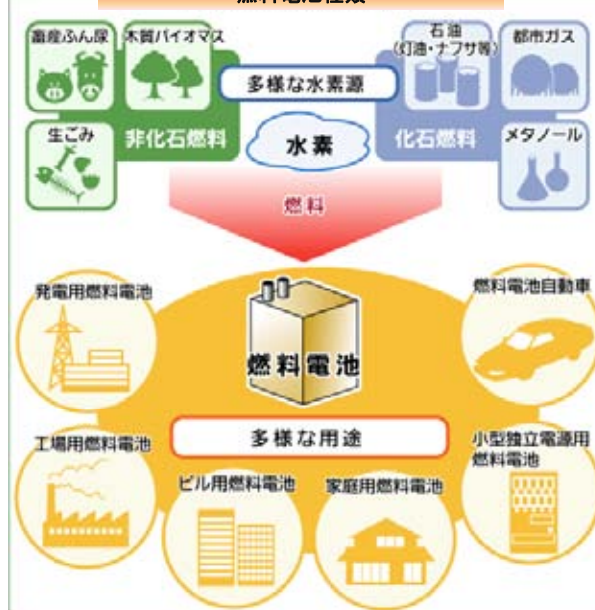 燃料電池種類
畜産ふん尿
木質バイオマス
石油
(灯油・ナフサ等)
都市ガス
多様な水素源
生ごみ
非化石燃料
水素
化石燃料
メタノール
燃料
発電用燃料電池
燃料電池自動車
燃料電池
工場用燃料電池
多様な用途
小型独立電源用
燃料電池
ビル用燃料電池
家庭用燃料電池